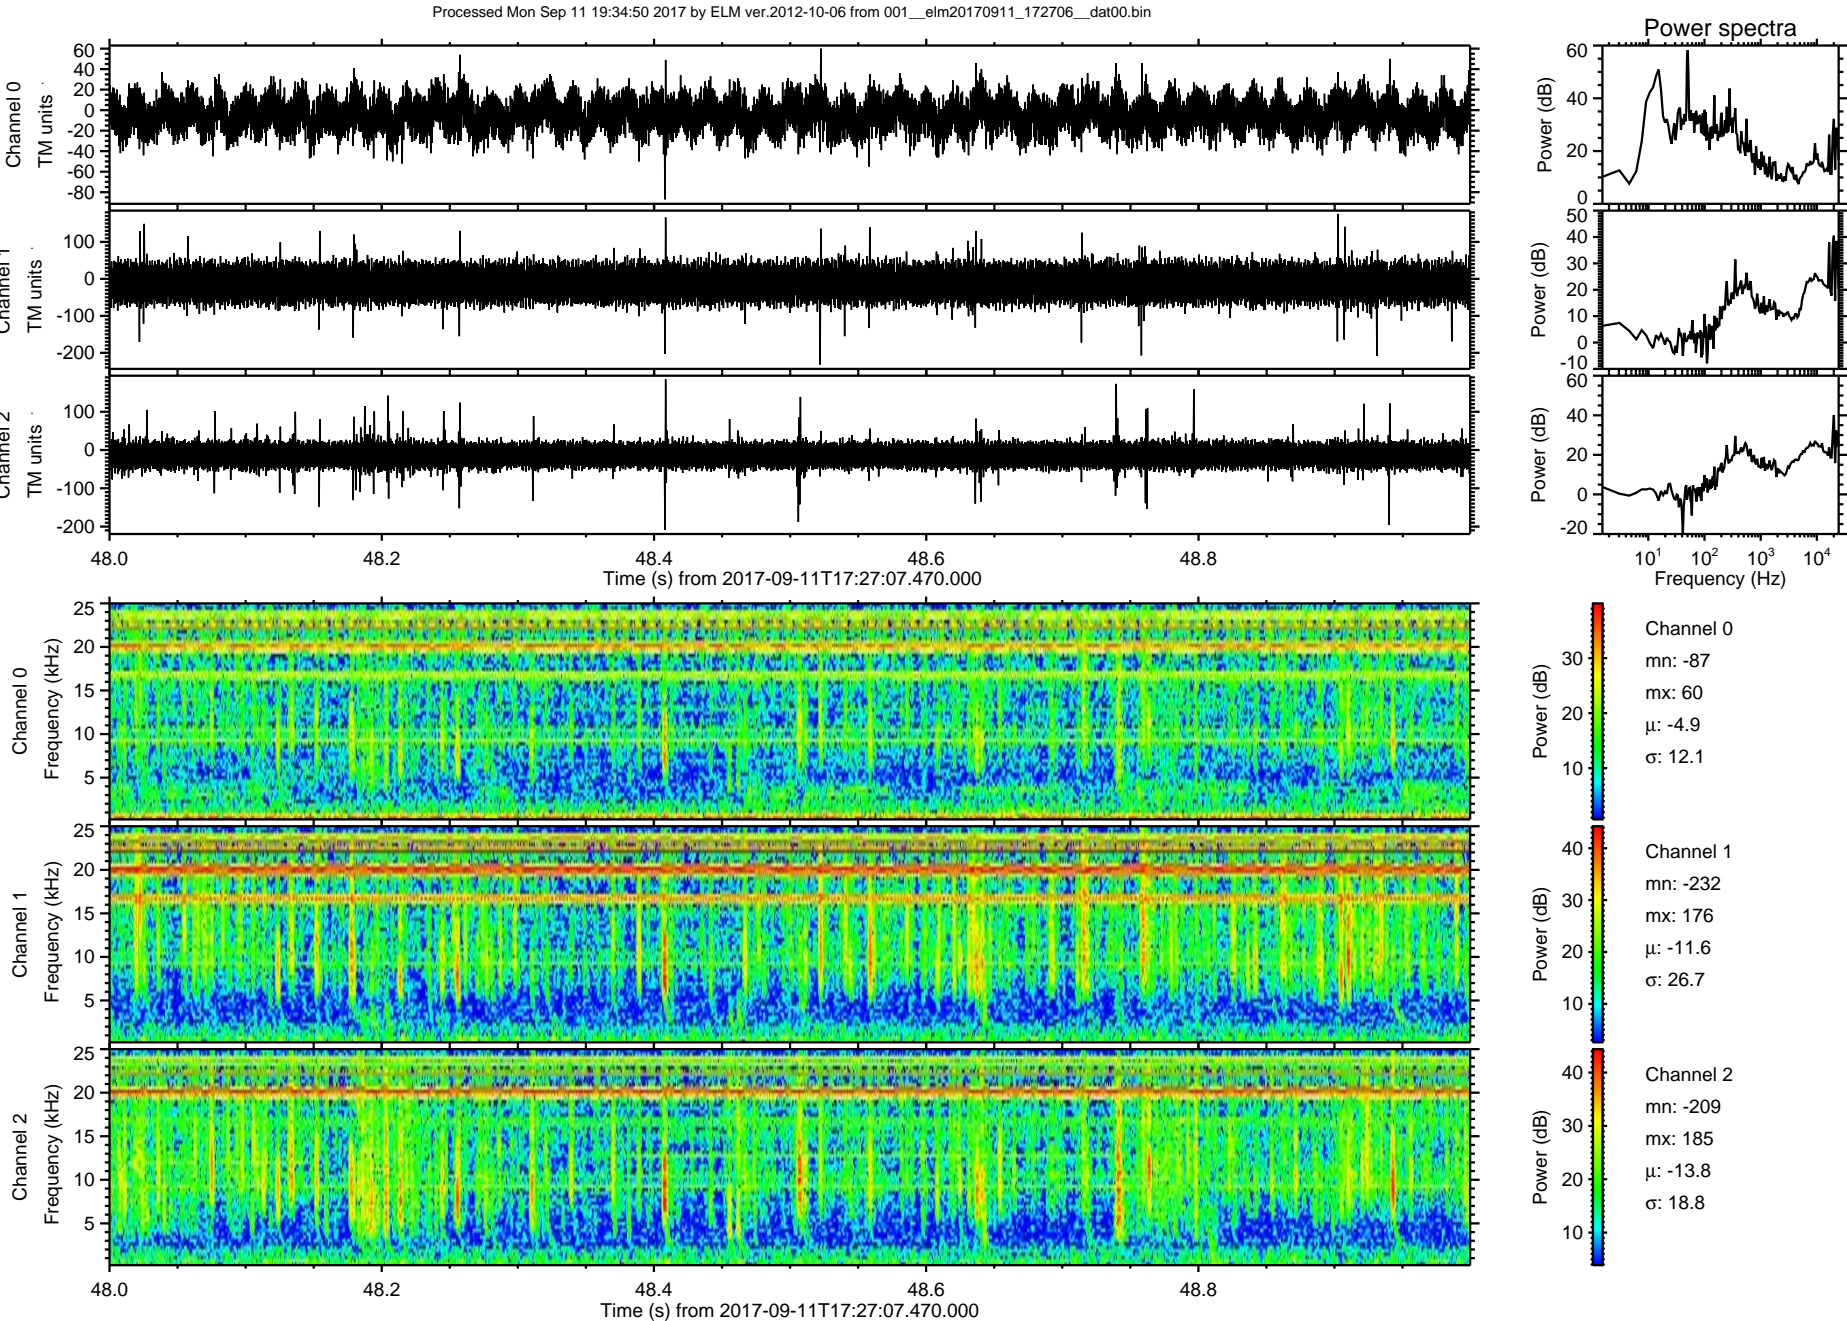 Processed Mon Sep 11 19:34:50 2017 by ELM ver.2012-10-06 from 001__elm20170911_172706__dat00.bin
Power spectra
Channel 0
TM units
60
40
20
0
-20
-40
-60
-80
Power (dB)
60
40
20
0
Channel 1
TM units
100
0
-100
-200
Power (dB)
50
40
30
20
10
0
-10
Channel 2
TM units
100
0
-100
-200
Power (dB)
60
40
20
0
-20
48.0 48.2 48.4 48.6 48.8
Time (s) from 2017-09-11T17:27:07.470.000
10¹ 10² 10³ 10⁴
Frequency (Hz)
Channel 0
Frequency (kHz)
25
20
15
10
5
Power (dB)
30
20
10
Channel 0
mn: -87
mx: 60
μ: -4.9
σ: 12.1
Channel 1
Frequency (kHz)
25
20
15
10
5
Power (dB)
40
30
20
10
Channel 1
mn: -232
mx: 176
μ: -11.6
σ: 26.7
Channel 2
Frequency (kHz)
25
20
15
10
5
Power (dB)
40
30
20
10
Channel 2
mn: -209
mx: 185
μ: -13.8
σ: 18.8
48.0 48.2 48.4 48.6 48.8
Time (s) from 2017-09-11T17:27:07.470.000